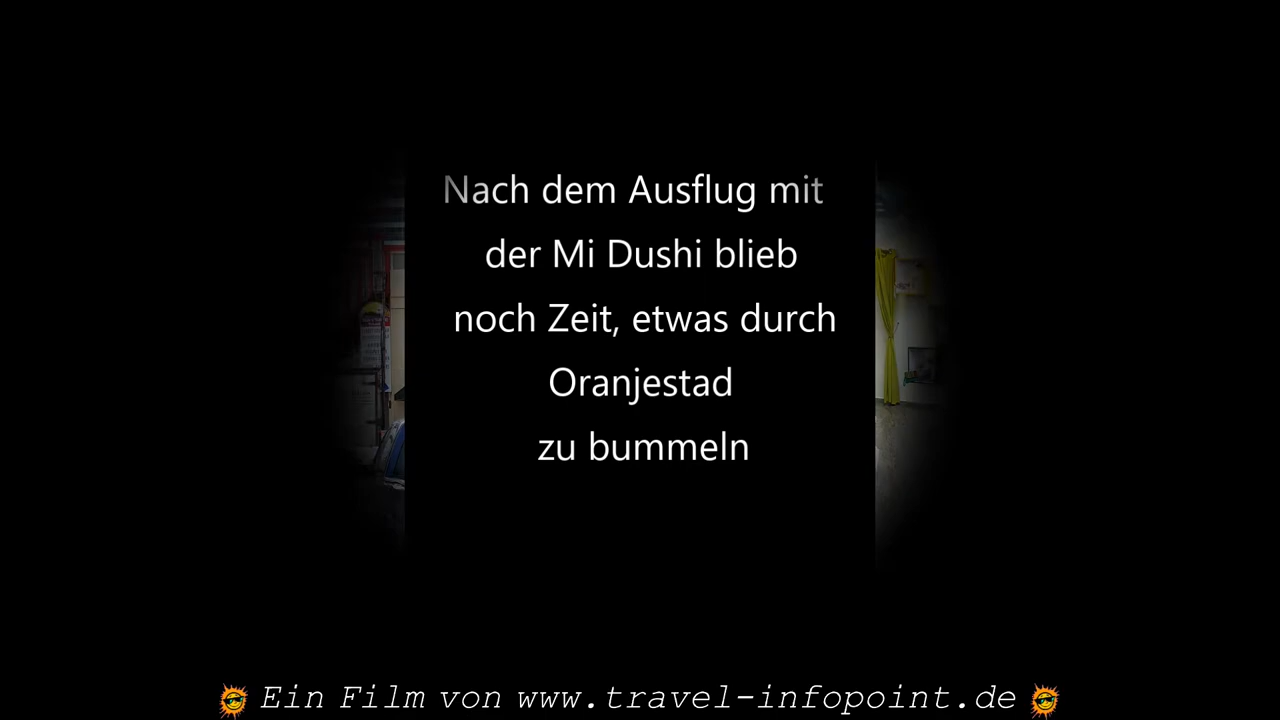 Nach dem Ausflug mit
der Mi Dushi blieb
noch Zeit, etwas durch
Oranjestad
zu bummeln
Ein Film von www.travel-infopoint.de